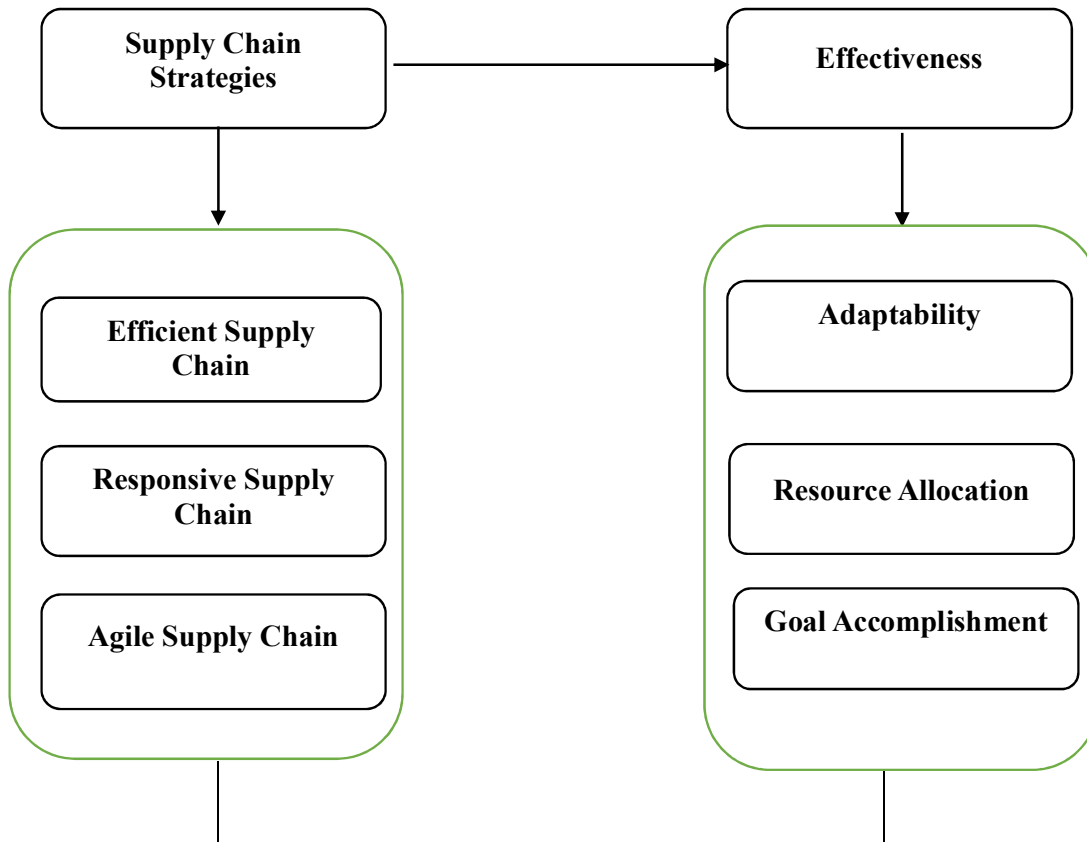 Supply Chain
Strategies
Effectiveness
Efficient Supply
Chain
Responsive Supply
Chain
Agile Supply Chain
Adaptability
Resource Allocation
Goal Accomplishment